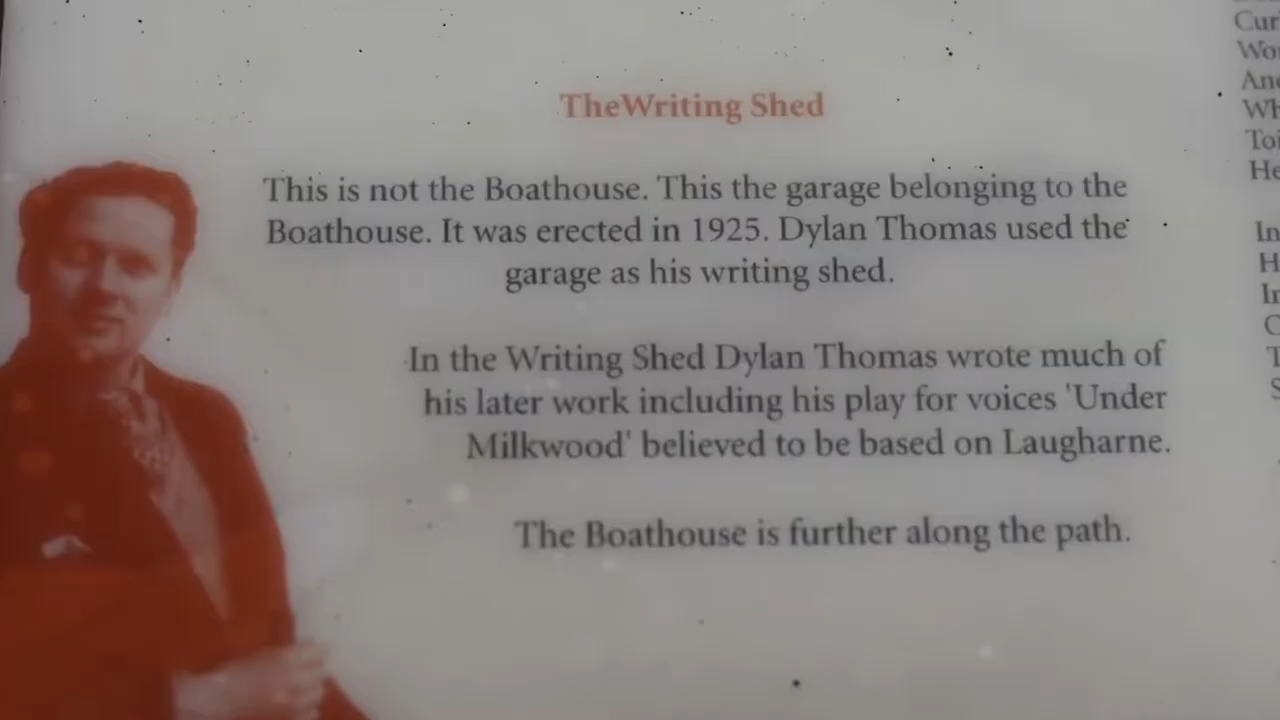 TheWriting Shed
This is not the Boathouse. This the garage belonging to the
Boathouse. It was erected in 1925. Dylan Thomas used the
garage as his writing shed.
In the Writing Shed Dylan Thomas wrote much of
his later work including his play for voices 'Under
Milkwood' believed to be based on Laugharne.
The Boathouse is further along the path.